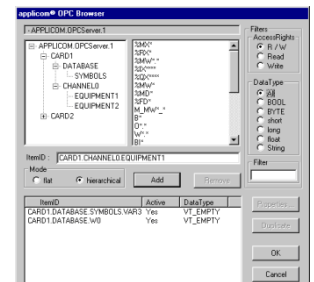 applicom® OPC Browser
- APPLICOM.OPCServer.1
Filters
AccessRights
R / W
Read
Write
APPLICOM.OPCServer.1
CARD1
DATABASE
SYMBOLS
CHANNEL0
EQUIPMENT1
EQUIPMENT2
CARD2
%MX*
%MW*.*
%IX*.*
%QX*.*
%MW*
%MD*
%FD*
M_MW*_*
B*
O*.*
W*.*
BI*
DataType
All
BOOL
BYTE
short
long
float
String
ItemID : CARD1.CHANNEL0.EQUIPMENT1
Filter
Mode
flat
hierarchical
Add
Remove
ItemID Active DataType
CARD1.DATABASE.SYMBOLS.VAR3 Yes VT_EMPTY
CARD1.DATABASE.W0 Yes VT_EMPTY
Properties...
Duplicate
OK
Cancel